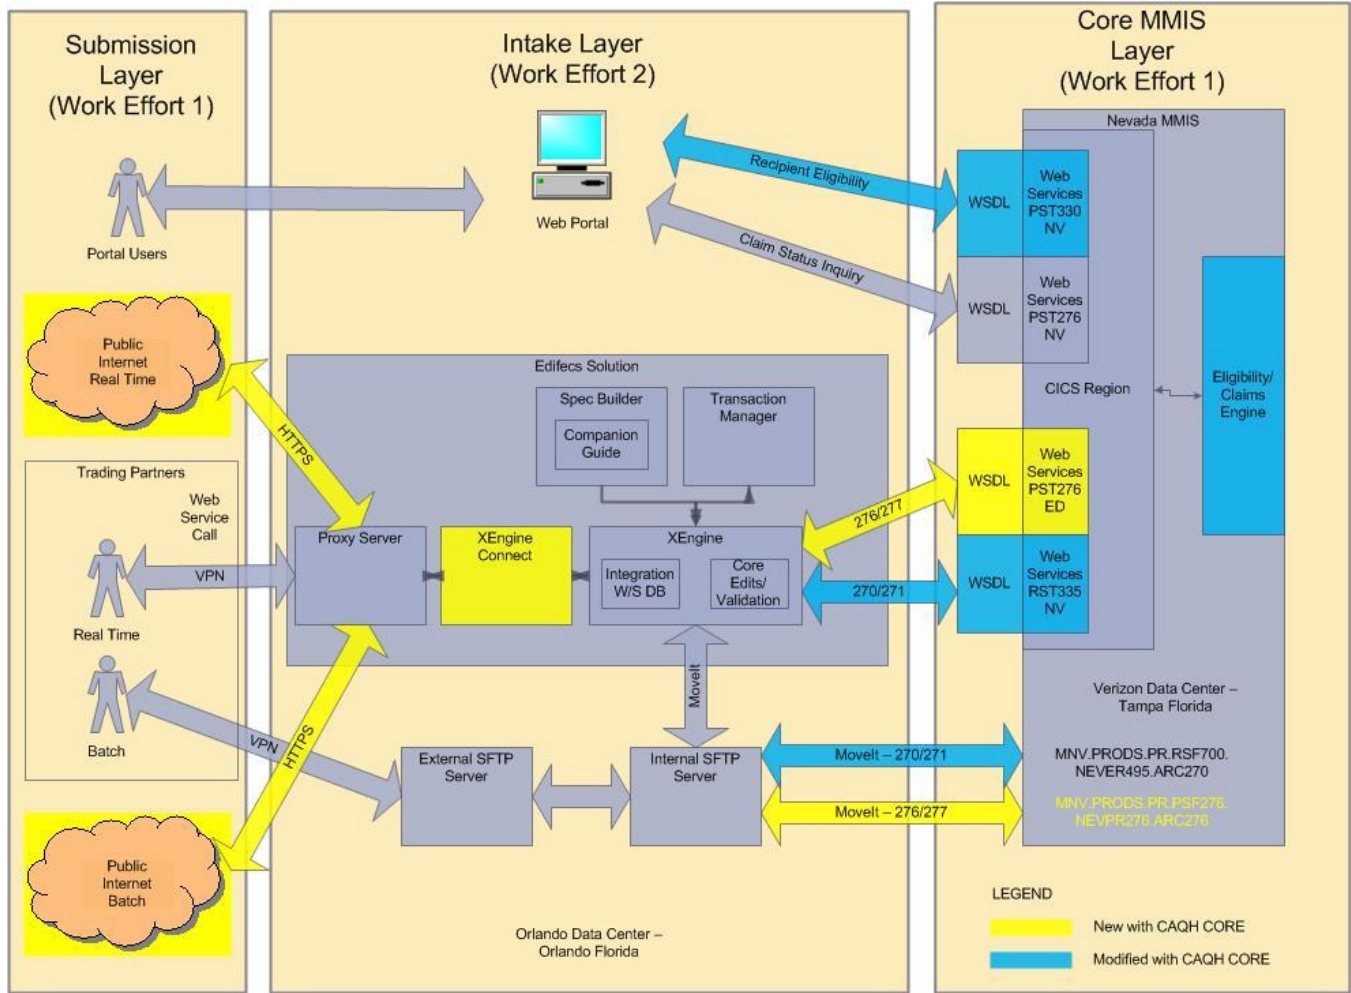 Submission
Layer
(Work Effort 1)
Portal Users
Public
Internet
Real Time
Trading Partners
Web
Service
Call
VPN
Real Time
Batch
VPN
Public
Internet
Batch
HTTPS
HTTPS
Intake Layer
(Work Effort 2)
Web Portal
Recipient Eligibility
Claim Status Inquiry
Edifecs Solution
Spec Builder
Companion
Guide
Transaction
Manager
Proxy Server
XEngine
Connect
XEngine
Integration
W/S DB
Core
Edits/
Validation
276/277
270/271
MoveIt
External SFTP
Server
Internal SFTP
Server
MoveIt – 270/271
MoveIt – 276/277
Orlando Data Center –
Orlando Florida
Core MMIS
Layer
(Work Effort 1)
Nevada MMIS
WSDL
Web
Services
PST330
NV
WSDL
Web
Services
PST276
NV
CICS Region
Eligibility/
Claims
Engine
WSDL
Web
Services
PST276
ED
WSDL
Web
Services
RST335
NV
Verizon Data Center –
Tampa Florida
MNV.PRODS.PR.RSF700.
NEVER495.ARC270
MNV.PRODS.PR.PSF276.
NEVPR276.ARC276
LEGEND
New with CAQH CORE
Modified with CAQH CORE